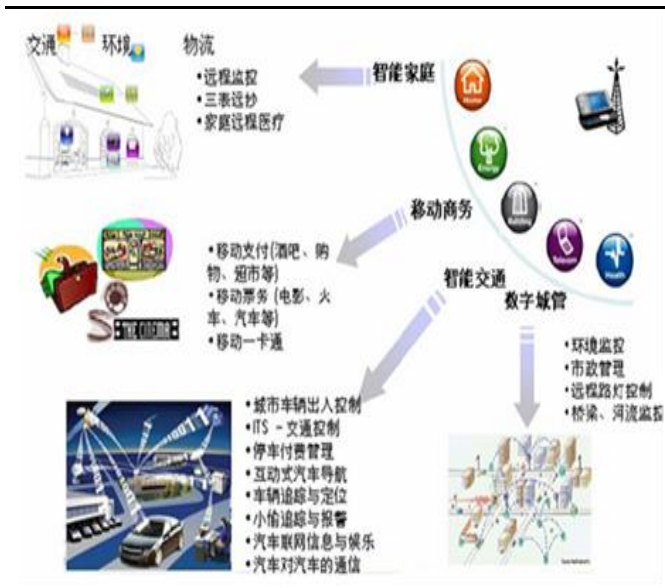 交通 环境 物流
•远程监控
•三表远抄
•家庭远程医疗
智能家庭
Home
Energy
Building
Telecom
Health
移动商务
•移动支付(酒吧、购
物、超市等)
•移动票务 (电影、火
车、汽车等)
•移动一卡通
THE CINEMA
智能交通
•城市车辆出入控制
•ITS - 交通控制
•停车付费管理
•互动式汽车导航
•车辆追踪与定位
•小偷追踪与报警
•汽车联网信息与娱乐
•汽车对汽车的通信
数字城管
•环境监控
•市政管理
•远程路灯控制
•桥梁、河流监控